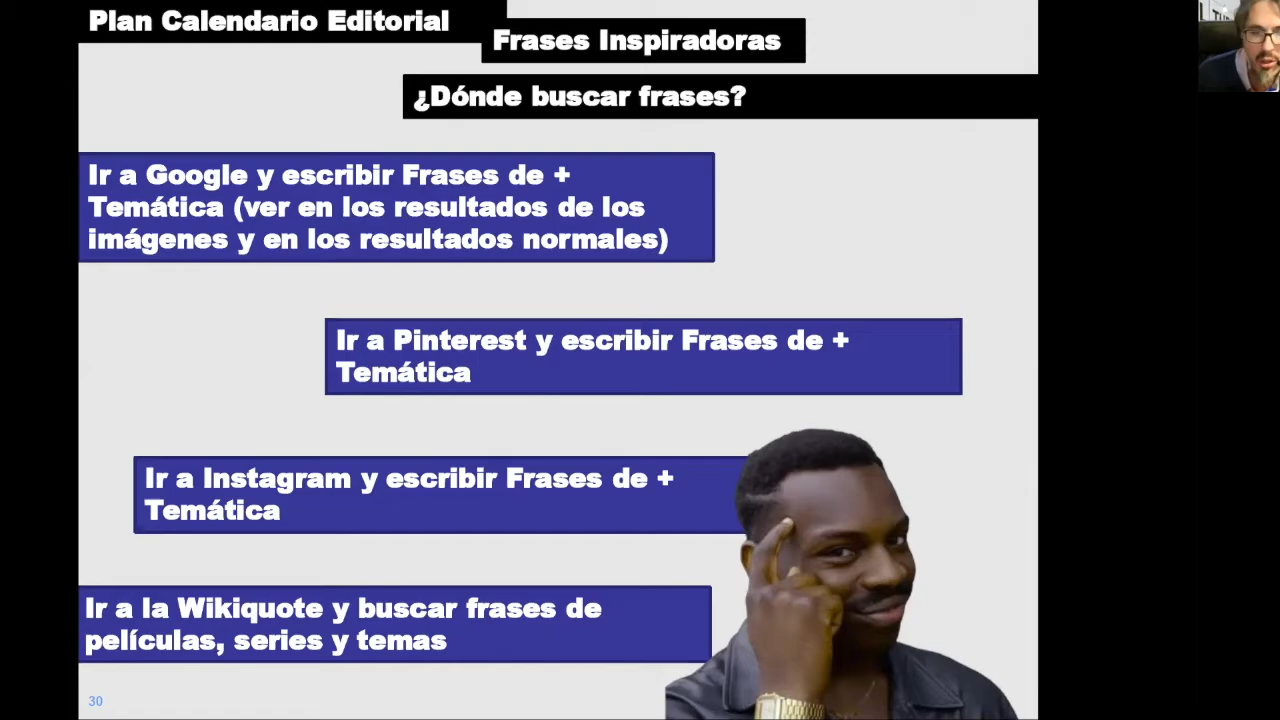 Plan Calendario Editorial
Frases Inspiradoras
¿Dónde buscar frases?
Ir a Google y escribir Frases de +
Temática (ver en los resultados de los
imágenes y en los resultados normales)
Ir a Pinterest y escribir Frases de +
Temática
Ir a Instagram y escribir Frases de +
Temática
Ir a la Wikiquote y buscar frases de
películas, series y temas
30